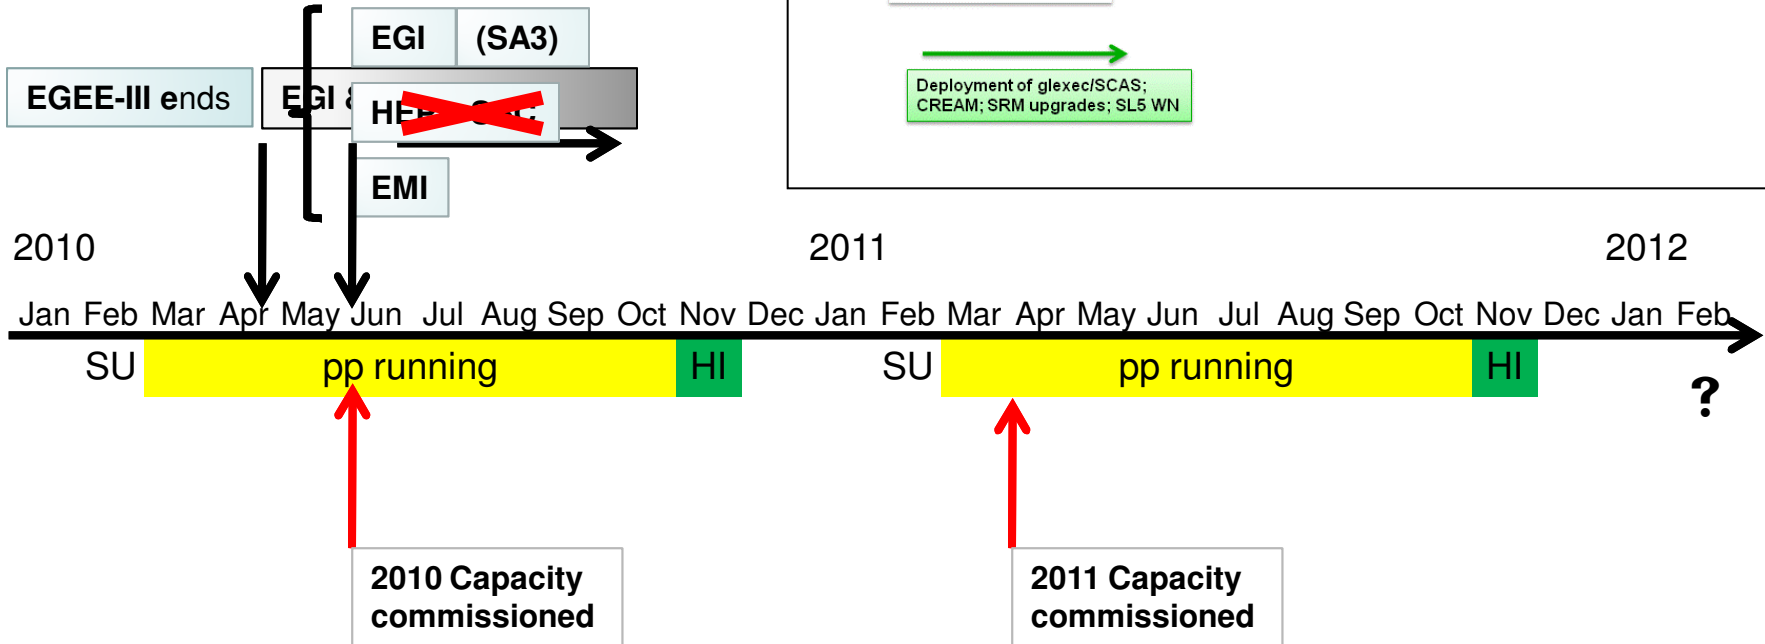 EGI (SA3)
EGEE-III ends
EGI &
EMI
Deployment of glexec/SCAS;
CREAM; SRM upgrades; SL5 WN
2010 2011 2012
Jan Feb Mar Apr May Jun Jul Aug Sep Oct Nov Dec Jan Feb Mar Apr May Jun Jul Aug Sep Oct Nov Dec Jan Feb
SU pp running HI SU pp running HI
?
2010 Capacity
commissioned
2011 Capacity
commissioned